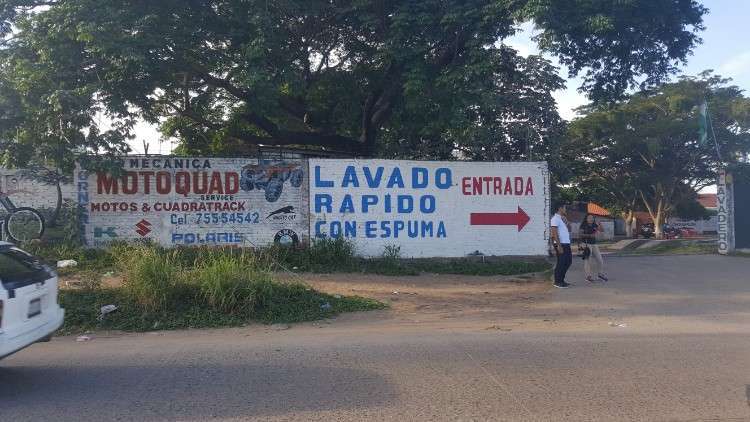 MECANICA
MOTOQUAD
SERVICE
MOTOS & CUADRATRACK
Cel 75554542
POLARIS
LAVADO
RAPIDO
CON ESPUMA
ENTRADA
LAVADERO